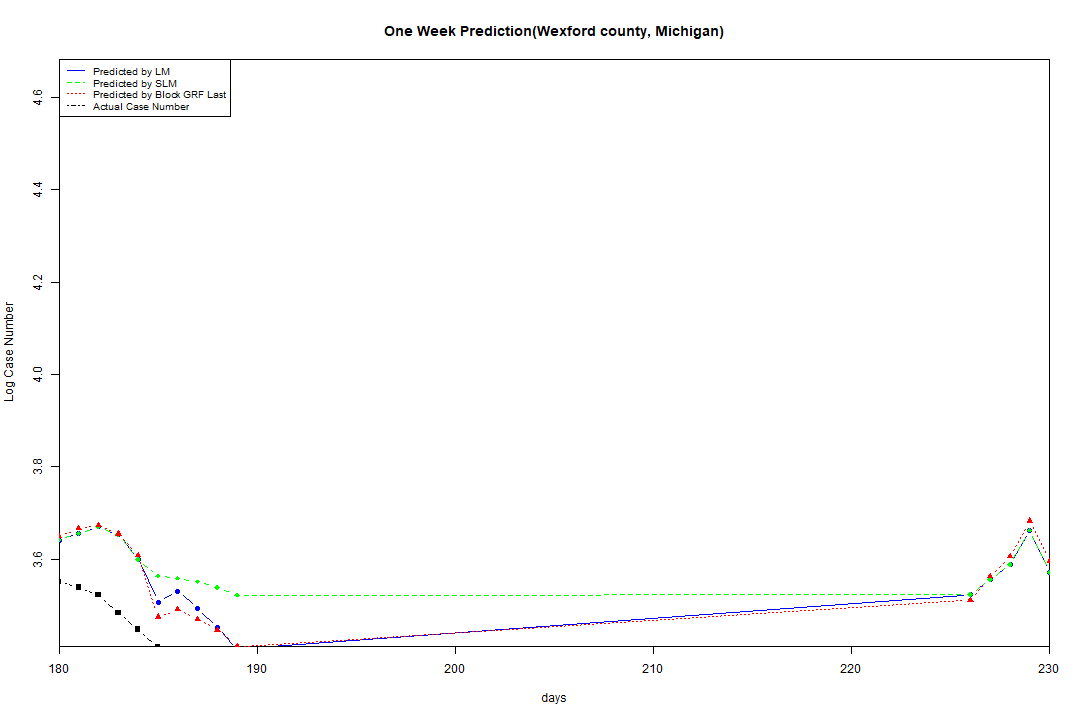 One Week Prediction(Wexford county, Michigan)
Predicted by LM
Predicted by SLM
Predicted by Block GRF Last
Actual Case Number
4.6
4.4
4.2
4.0
3.8
3.6
Log Case Number
180 190 200 210 220 230
days